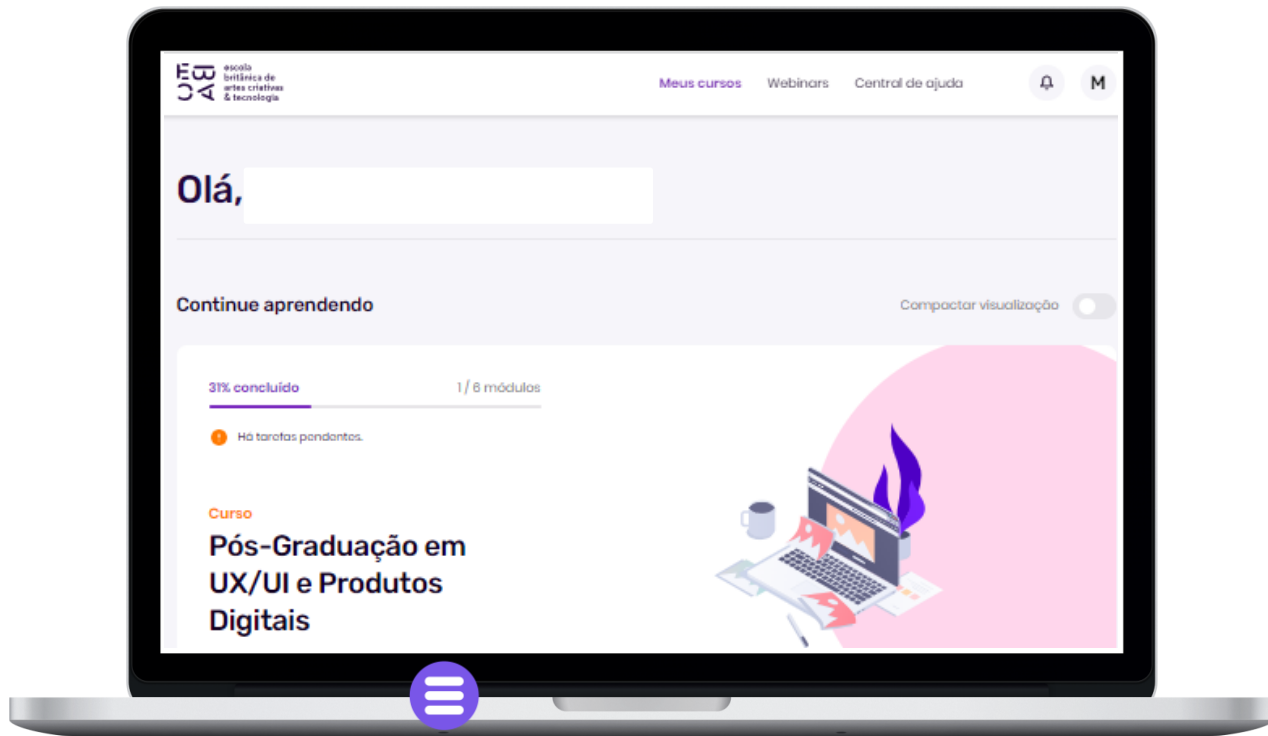 EBAC
escola
britânica de
artes criativas
& tecnologia
Meus cursos Webinars Central de ajuda M
Olá,
Continue aprendendo
Compactar visualização
31% concluído 1 / 6 módulos
Há tarefas pendentes.
Curso
Pós-Graduação em
UX/UI e Produtos
Digitais